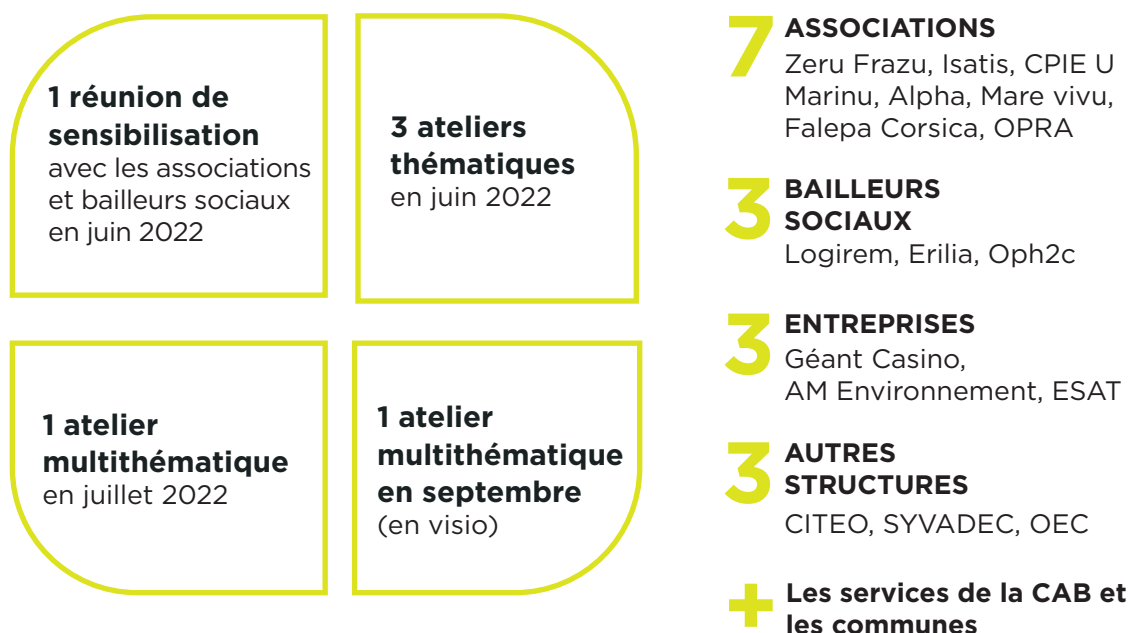 1 réunion de
sensibilisation
avec les associations
et bailleurs sociaux
en juin 2022
3 ateliers
thématiques
en juin 2022
1 atelier
multithématique
en juillet 2022
1 atelier
multithématique
en septembre
(en visio)
7 ASSOCIATIONS
Zeru Frazu, Isatis, CPIE U
Marinu, Alpha, Mare vivu,
Falepa Corsica, OPRA
3 BAILLEURS
SOCIAUX
Logirem, Erilia, Oph2c
3 ENTREPRISES
Géant Casino,
AM Environnement, ESAT
3 AUTRES
STRUCTURES
CITEO, SYVADEC, OEC
+ Les services de la CAB et
les communes